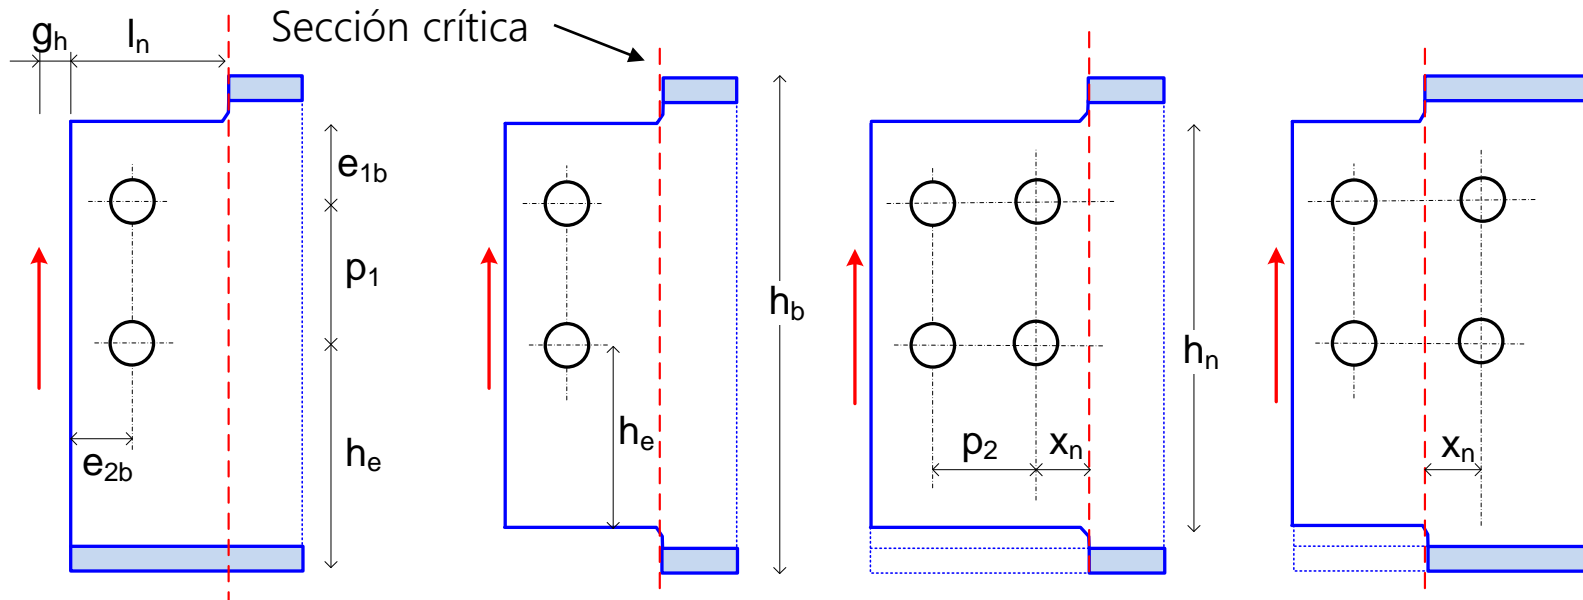 Sección crítica
gh
ln
e1b
p1
he
e2b
he
hb
p2
xn
hn
xn